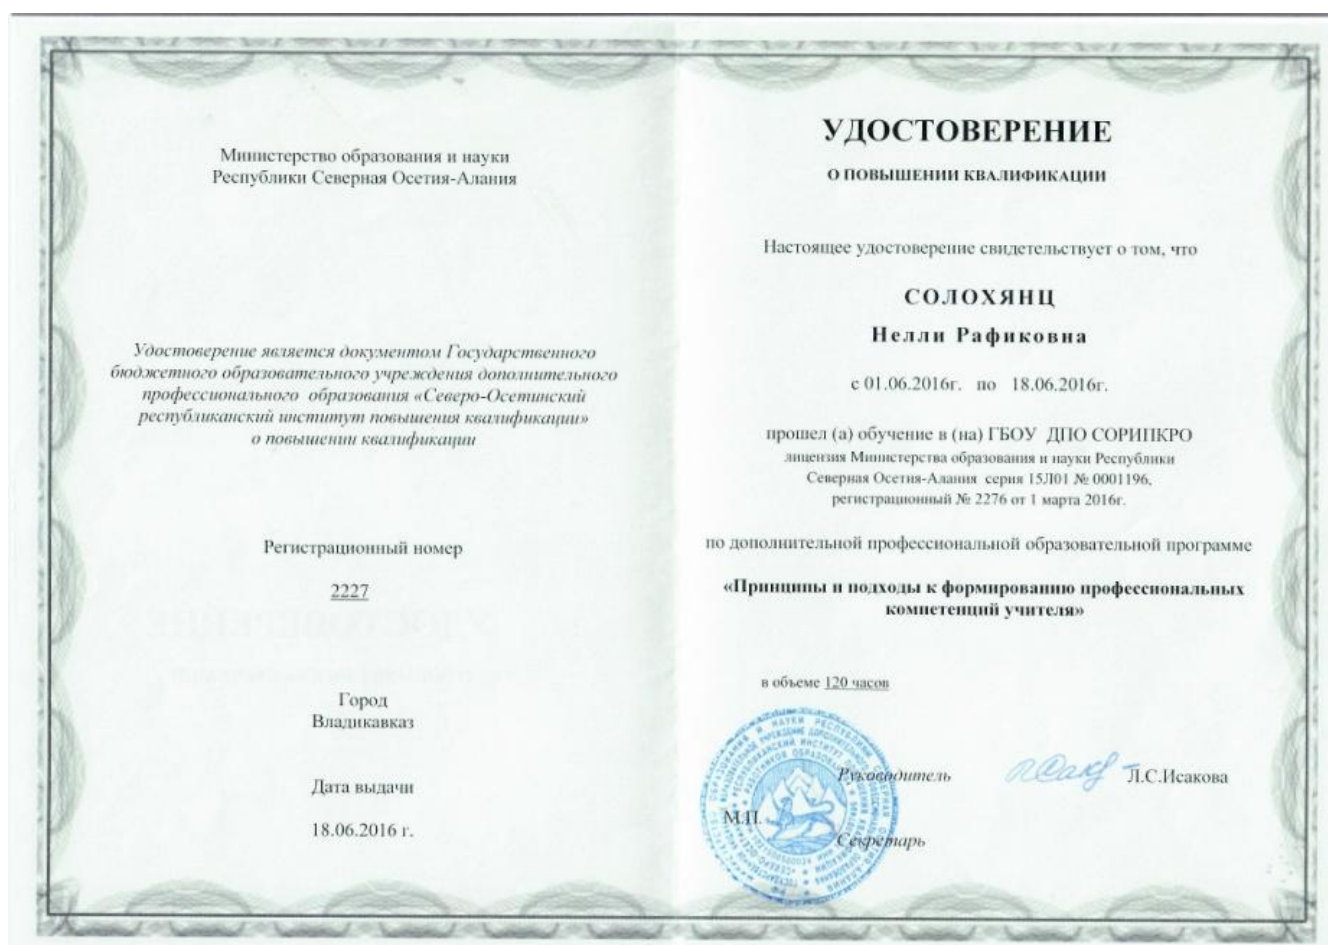 Министерство образования и науки
Республики Северная Осетия-Алания
Удостоверение является документом Государственного
бюджетного образовательного учреждения дополнительного
профессионального образования «Северо-Осетинский
республиканский институт повышения квалификации»
о повышении квалификации
Регистрационный номер
2227
Город
Владикавказ
Дата выдачи
18.06.2016 г.
УДОСТОВЕРЕНИЕ
О ПОВЫШЕНИИ КВАЛИФИКАЦИИ
Настоящее удостоверение свидетельствует о том, что
СОЛОХЯНЦ
Нелли Рафиковна
с 01.06.2016г. по 18.06.2016г.
прошел (а) обучение в (на) ГБОУ ДПО СОРИПКРО
лицензия Министерства образования и науки Республики
Северная Осетия-Алания серия 15Л01 № 0001196,
регистрационный № 2276 от 1 марта 2016г.
по дополнительной профессиональной образовательной программе
«Принципы и подходы к формированию профессиональных
компетенций учителя»
в объеме 120 часов
Руководитель Л.С.Исакова
М.П.
Секретарь